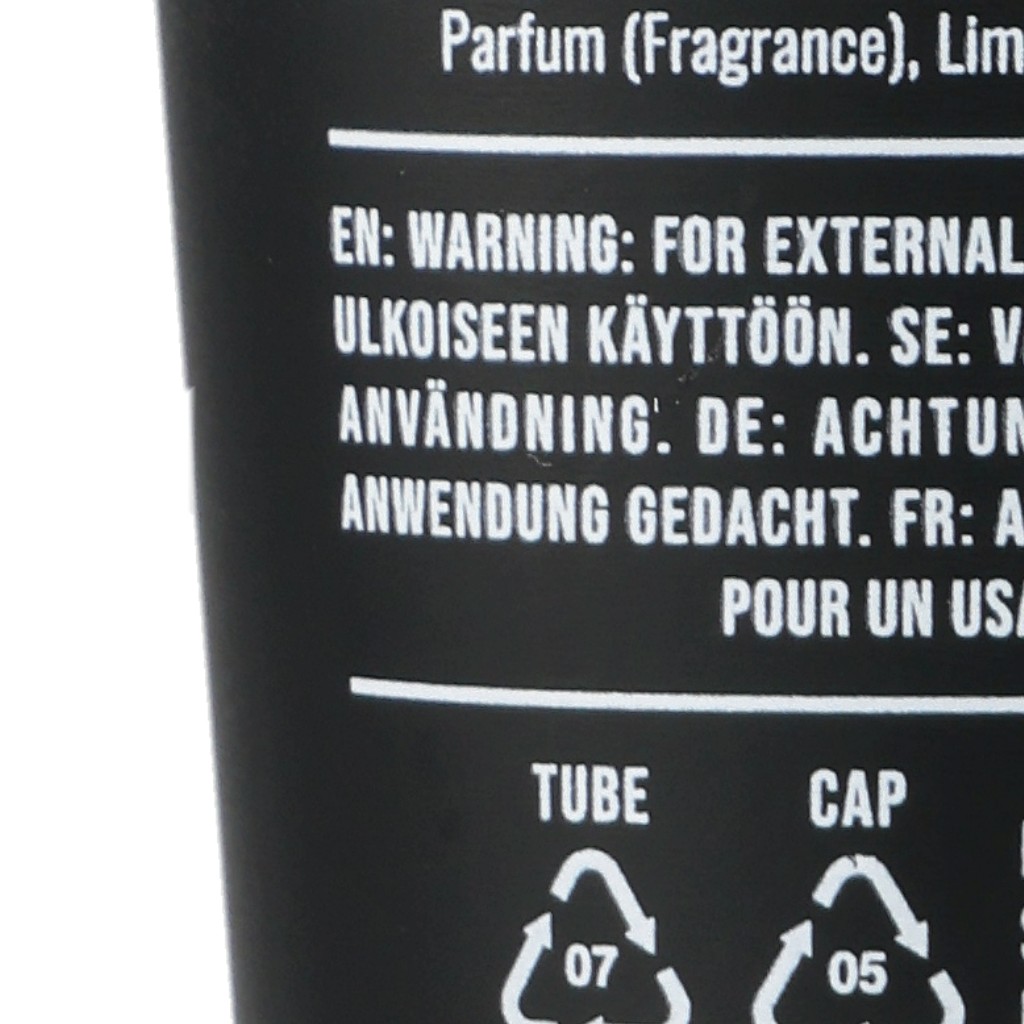 Parfum (Fragrance), Lim
EN: WARNING: FOR EXTERNAL
ULKOISEEN KÄYTTÖÖN. SE: V
ANVÄNDNING. DE: ACHTUN
ANWENDUNG GEDACHT. FR: A
POUR UN USA
TUBE CAP
07 05